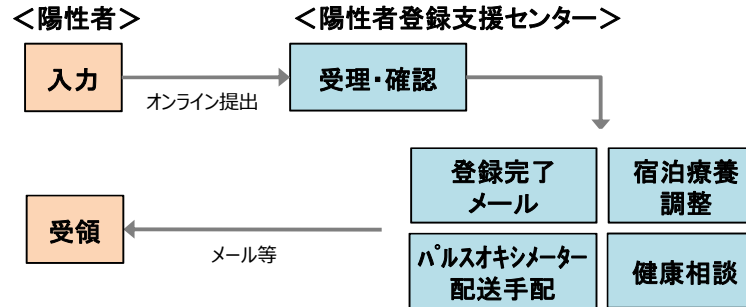 ＜陽性者＞
＜陽性者登録支援センター＞
入力
オンライン提出
受理・確認
登録完了
メール
宿泊療養
調整
受領
メール等
パルスオキシメーター
配送手配
健康相談